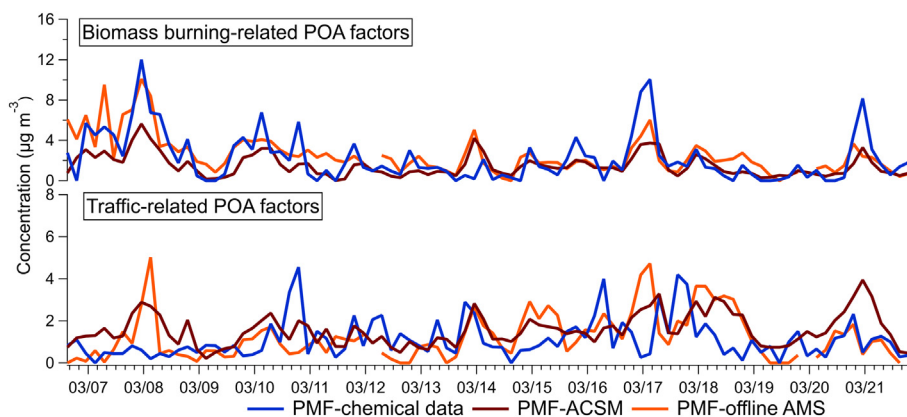 16
Biomass burning-related POA factors
12
8
4
0
Concentration (µg m⁻³)
8
Traffic-related POA factors
6
4
2
0
03/07 03/08 03/09 03/10 03/11 03/12 03/13 03/14 03/15 03/16 03/17 03/18 03/19 03/20 03/21
PMF-chemical data PMF-ACSM PMF-offline AMS